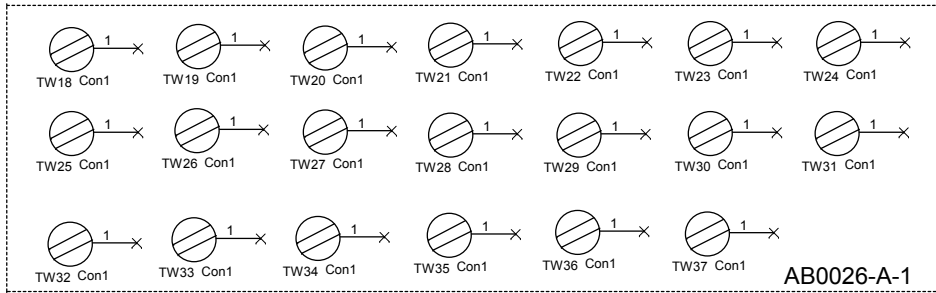 1 1 1 1 1 1 1
TW18 Con1 TW19 Con1 TW20 Con1 TW21 Con1 TW22 Con1 TW23 Con1 TW24 Con1
1 1 1 1 1 1 1
TW25 Con1 TW26 Con1 TW27 Con1 TW28 Con1 TW29 Con1 TW30 Con1 TW31 Con1
1 1 1 1 1 1
TW32 Con1 TW33 Con1 TW34 Con1 TW35 Con1 TW36 Con1 TW37 Con1
AB0026-A-1